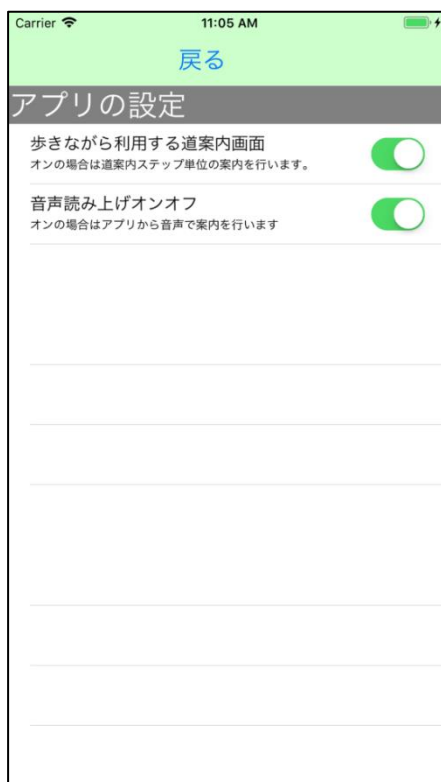 Carrier 11:05 AM
戻る
アプリの設定
歩きながら利用する道案内画面
オンの場合は道案内ステップ単位の案内を行います。
音声読み上げオンオフ
オンの場合はアプリから音声で案内を行います